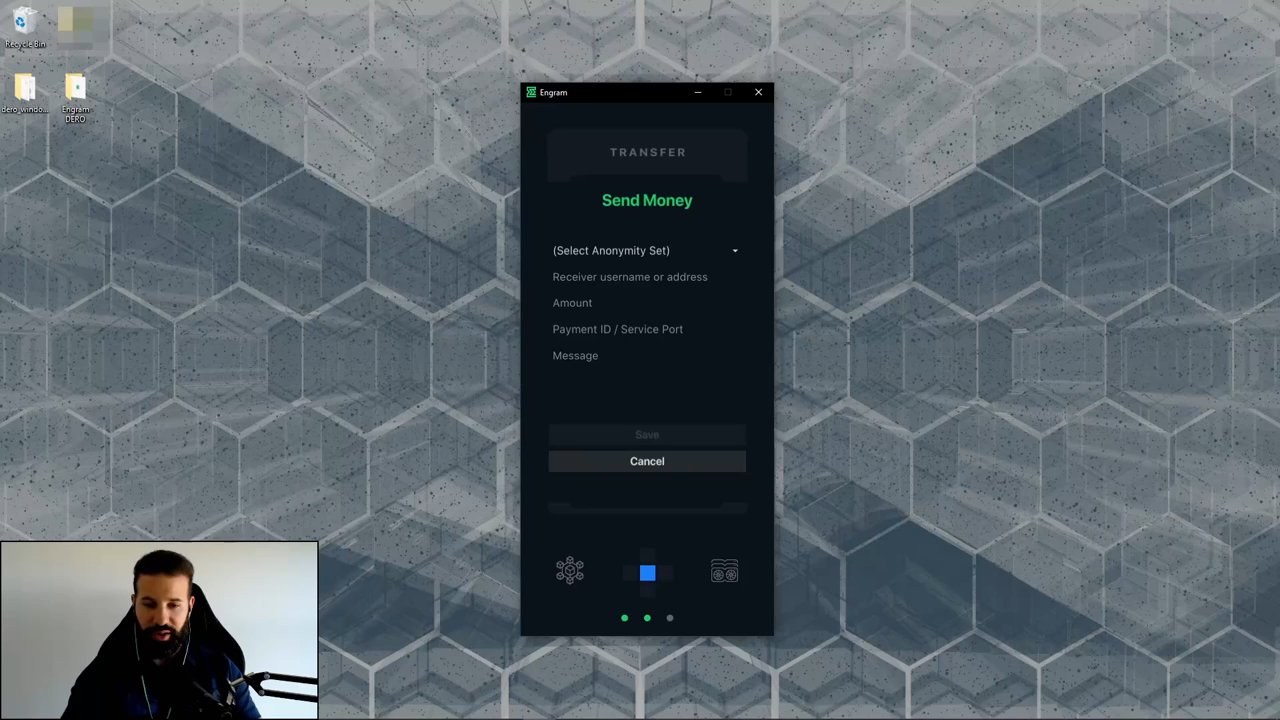 Recycle Bin
dero_windo...
Engram
DERO
Engram
TRANSFER
Send Money
(Select Anonymity Set)
Receiver username or address
Amount
Payment ID / Service Port
Message
Save
Cancel